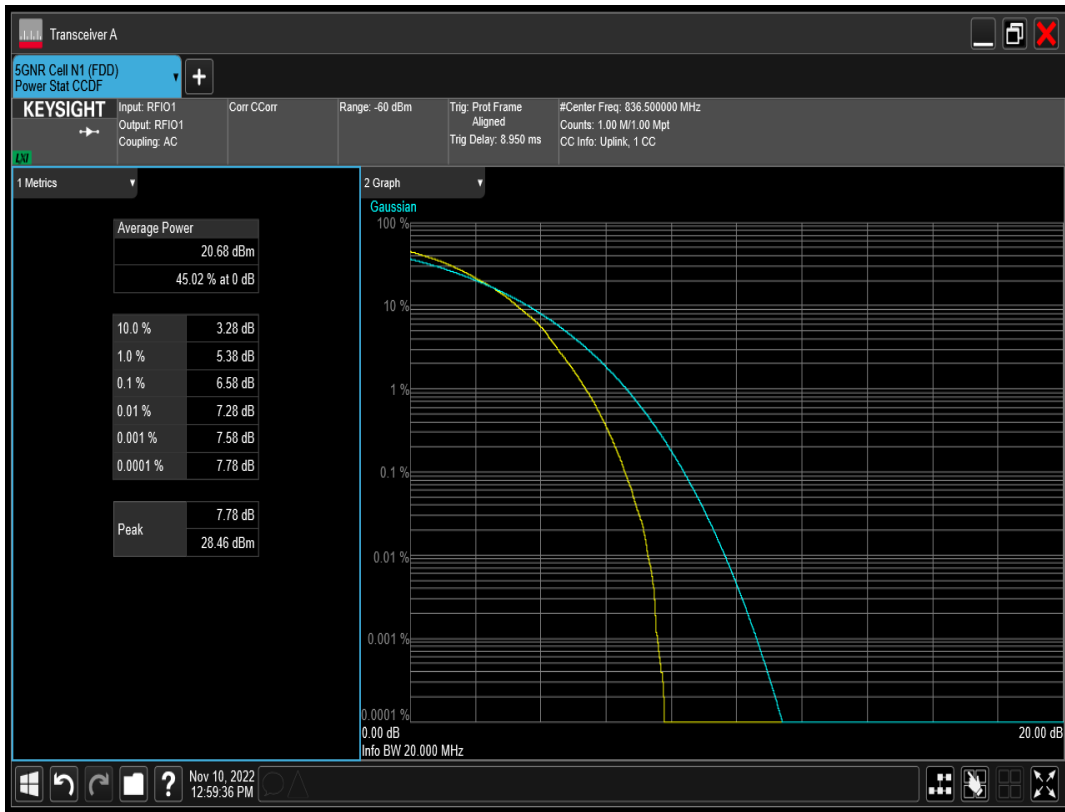 Transceiver A
5GNR Cell N1 (FDD)
Power Stat CCDF
+
KEYSIGHT
LXI
Input: RFIO1
Output: RFIO1
Coupling: AC
Corr CCorr
Range: -60 dBm
Trig: Prot Frame
Aligned
Trig Delay: 8.950 ms
#Center Freq: 836.500000 MHz
Counts: 1.00 M/1.00 Mpt
CC Info: Uplink, 1 CC
1 Metrics
Average Power
20.68 dBm
45.02 % at 0 dB
10.0 % 3.28 dB
1.0 % 5.38 dB
0.1 % 6.58 dB
0.01 % 7.28 dB
0.001 % 7.58 dB
0.0001 % 7.78 dB
Peak
7.78 dB
28.46 dBm
2 Graph
Gaussian
100 %
10 %
1 %
0.1 %
0.01 %
0.001 %
0.0001 %
0.00 dB 20.00 dB
Info BW 20.000 MHz
?
Nov 10, 2022
12:59:36 PM